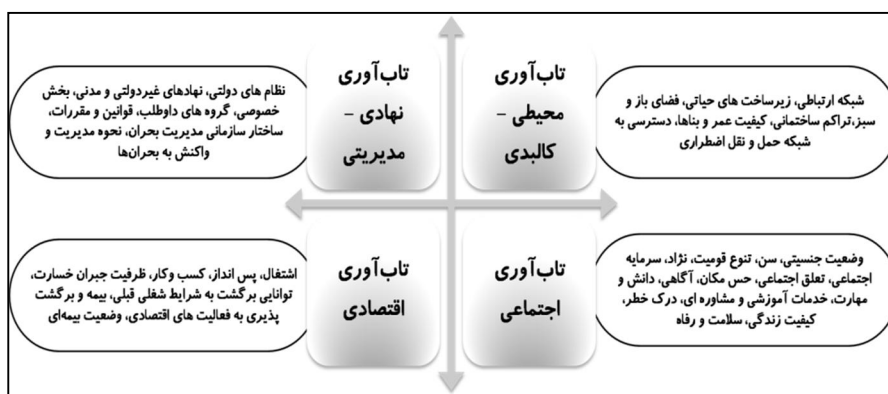 تاب‌آوری
محیطی –
کالبدی
شبکه ارتباطی، زیرساخت های حیاتی، فضای باز و
سبز، تراکم ساختمانی، کیفیت عمر و بناها، دسترسی به
شبکه حمل و نقل اضطراری
تاب‌آوری
نهادی –
مدیریتی
نظام های دولتی، نهادهای غیردولتی و مدنی، بخش
خصوصی، گروه های داوطلب، قوانین و مقررات،
ساختار سازمانی مدیریت بحران، نحوه مدیریت و
واکنش به بحران‌ها
تاب‌آوری
اجتماعی
وضعیت جنسیتی، سن، تنوع قومیت، نژاد، سرمایه
اجتماعی، تعلق اجتماعی، حس مکان، آگاهی، دانش و
مهارت، خدمات آموزشی و مشاوره ای، درک خطر،
کیفیت زندگی، سلامت و رفاه
تاب‌آوری
اقتصادی
اشتغال، پس انداز، کسب وکار، ظرفیت جبران خسارت،
توانایی برگشت به شرایط شغلی قبلی، بیمه و برگشت
پذیری به فعالیت های اقتصادی، وضعیت بیمه‌ای